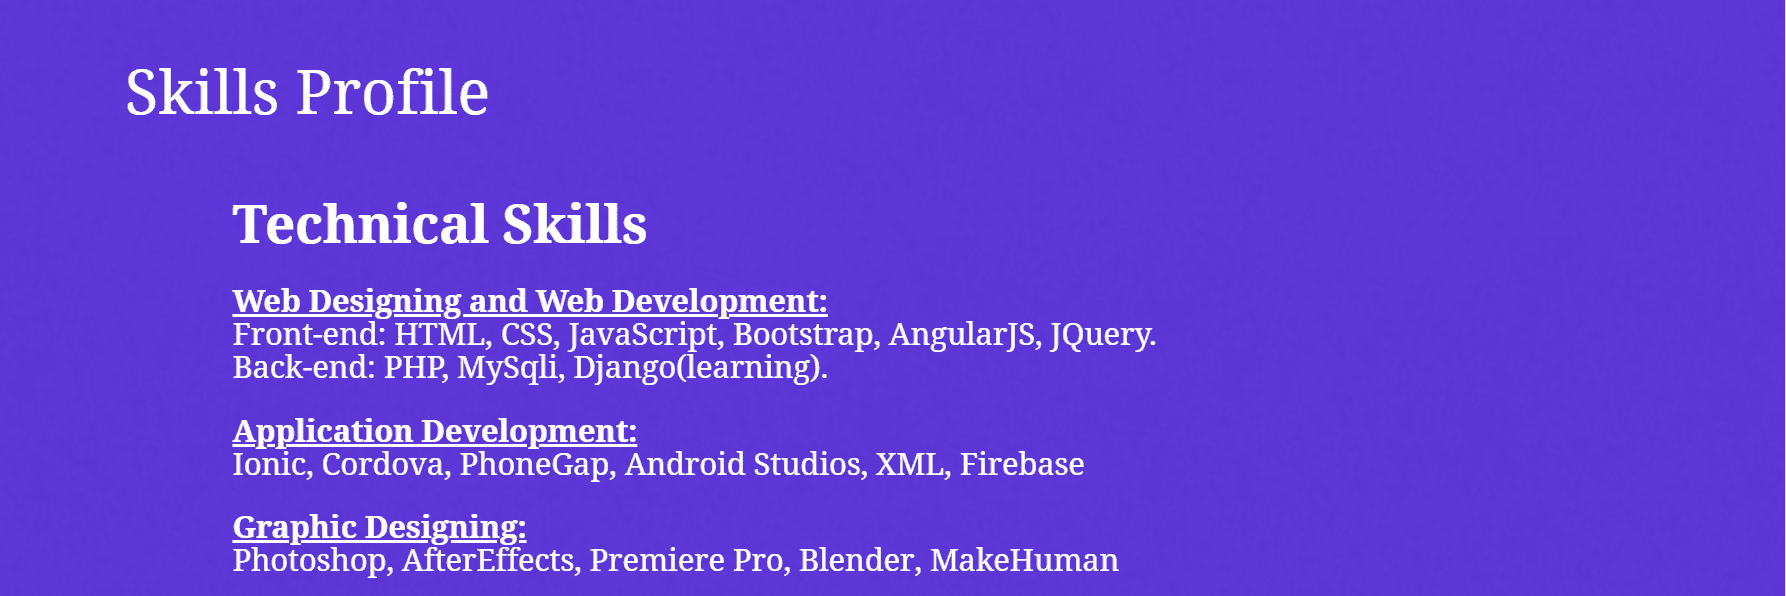 Skills Profile
Technical Skills
Web Designing and Web Development:
Front-end: HTML, CSS, JavaScript, Bootstrap, AngularJS, JQuery.
Back-end: PHP, MySqli, Django(learning).
Application Development:
Ionic, Cordova, PhoneGap, Android Studios, XML, Firebase
Graphic Designing:
Photoshop, AfterEffects, Premiere Pro, Blender, MakeHuman